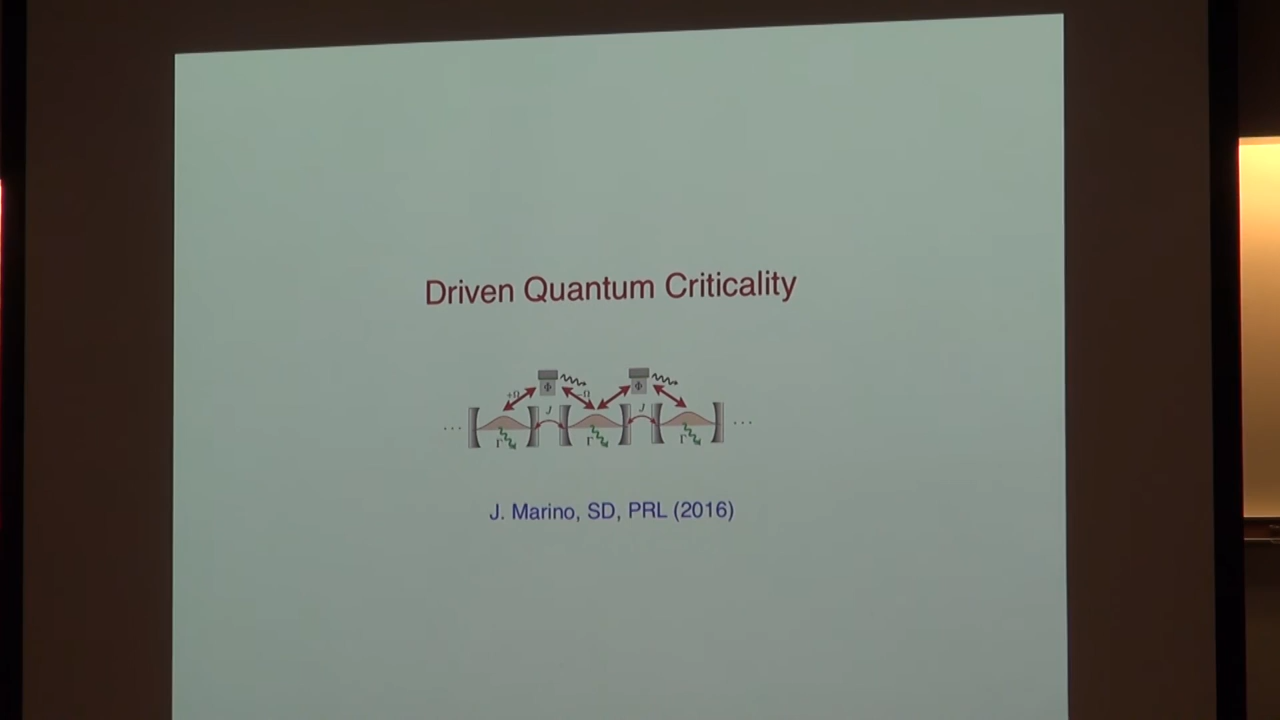 Driven Quantum Criticality
Φ Φ
+Ω -Ω
J J
... ...
Γ Γ Γ
J. Marino, SD, PRL (2016)